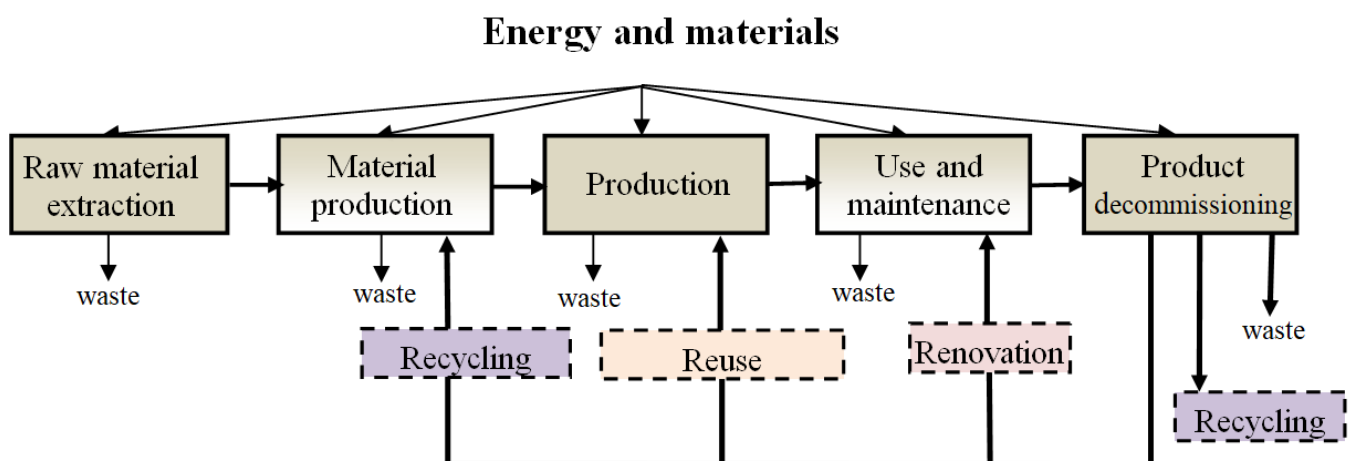 Energy and materials
Raw material
extraction
Material
production
Production
Use and
maintenance
Product
decommissioning
waste
waste
waste
waste
waste
Recycling
Reuse
Renovation
Recycling